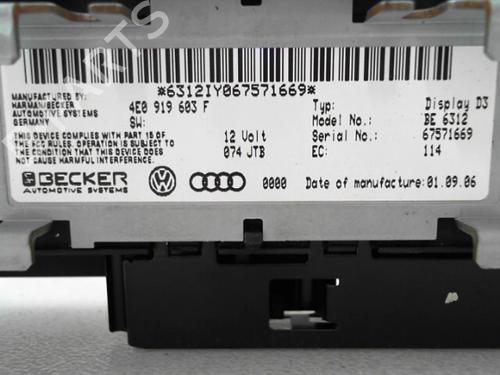 *6312IY067571669*
MANUFACTURED BY
HARMAN/BECKER
AUTOMOTIVE SYSTEMS
GERMANY
4E0 919 603 F
SW:
Typ: Display D3
Model No.: BE 6312
THIS DEVICE COMPLIES WITH PART 15 OF
THE FCC RULES. OPERATION IS SUBJECT
TO THE CONDITION THAT THIS DEVICE
DOES NOT CAUSE HARMFUL INTERFERENCE
12 Volt
074 JTB
Serial No.: 67571669
EC: 114
BECKER
AUTOMOTIVE SYSTEMS
0000
Date of manufacture: 01.09.06